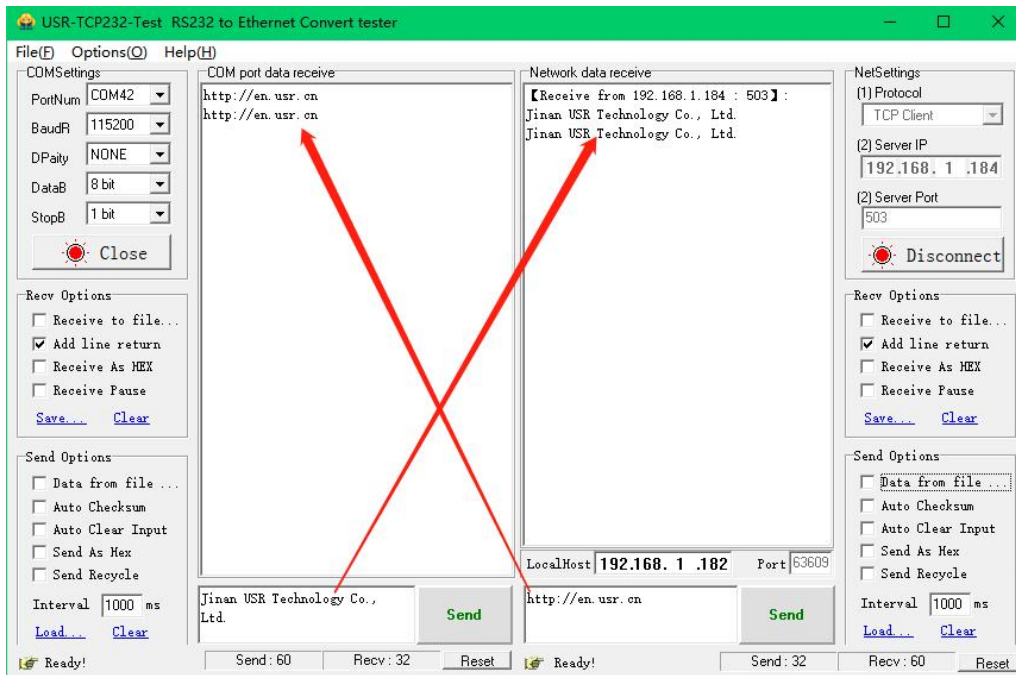 USR-TCP232-Test RS232 to Ethernet Convert tester
File(F) Options(O) Help(H)
COMSettings
PortNum COM42
BaudR 115200
DPaity NONE
DataB 8 bit
StopB 1 bit
Close
Recv Options
Receive to file...
Add line return
Receive As HEX
Receive Pause
Save... Clear
Send Options
Data from file ...
Auto Checksum
Auto Clear Input
Send As Hex
Send Recycle
Interval 1000 ms
Load... Clear
COM port data receive
http://en.usr.cn
http://en.usr.cn
Jinan USR Technology Co.,
Ltd.
Send
Network data receive
【Receive from 192.168.1.184 : 503】:
Jinan USR Technology Co., Ltd.
Jinan USR Technology Co., Ltd.
LocalHost 192.168. 1 .182 Port 63609
http://en.usr.cn
Send
NetSettings
(1) Protocol
TCP Client
(2) Server IP
192.168. 1 .184
(2) Server Port
503
Disconnect
Recv Options
Receive to file...
Add line return
Receive As HEX
Receive Pause
Save... Clear
Send Options
Data from file ...
Auto Checksum
Auto Clear Input
Send As Hex
Send Recycle
Interval 1000 ms
Load... Clear
Ready! Send : 60 Recv : 32 Reset
Ready! Send : 32 Recv : 60 Reset